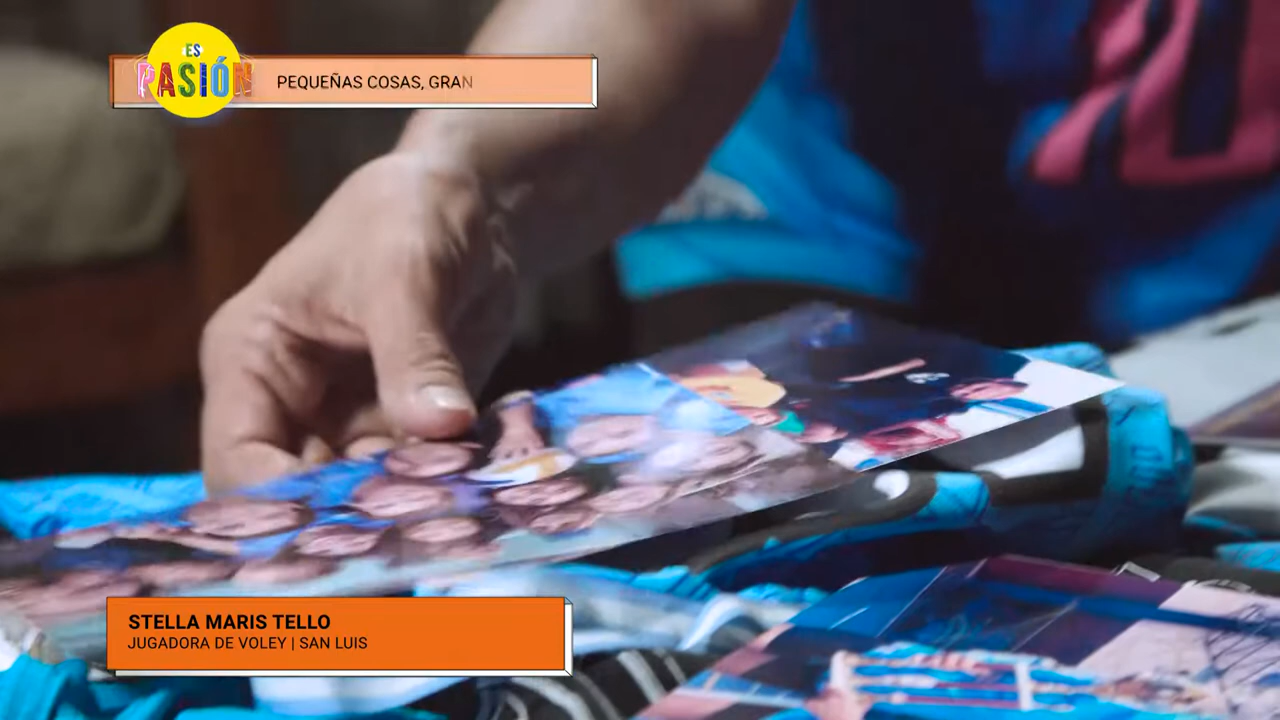 ES
PASIÓN
PEQUEÑAS COSAS, GRAN
STELLA MARIS TELLO
JUGADORA DE VOLEY | SAN LUIS